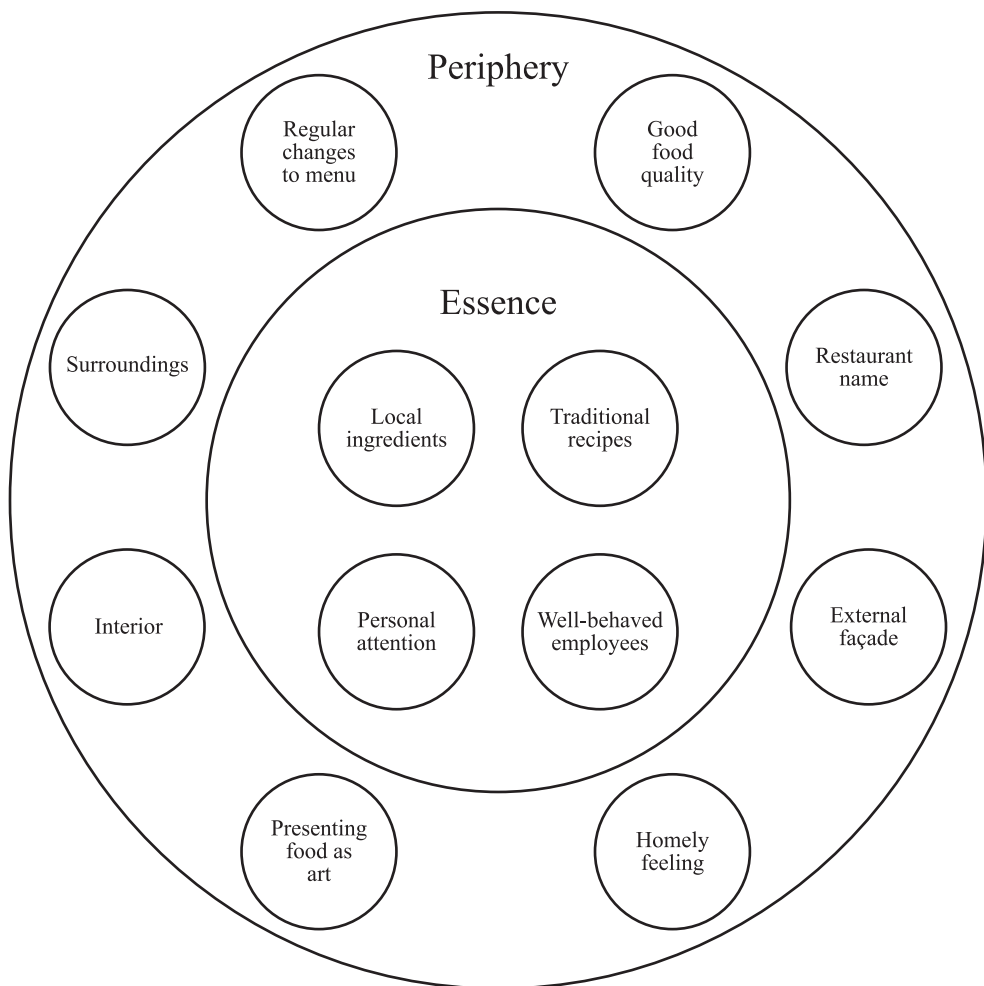 Periphery
Regular
changes
to menu
Good
food
quality
Essence
Surroundings
Restaurant
name
Local
ingredients
Traditional
recipes
Interior
Personal
attention
Well-behaved
employees
External
façade
Presenting
food as
art
Homely
feeling